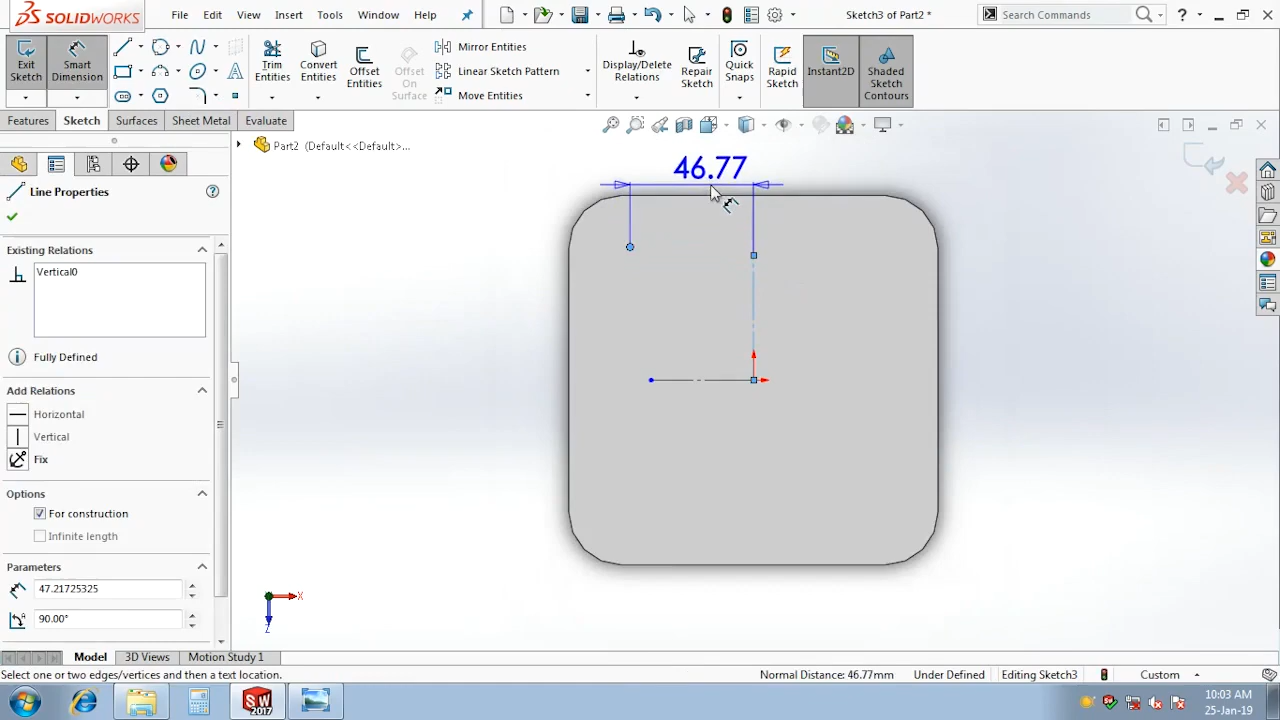 SOLIDWORKS
File Edit View Insert Tools Window Help
Sketch3 of Part2 *
Search Commands
Exit Sketch
Smart Dimension
Trim Entities
Convert Entities
Offset Entities
Offset On Surface
Mirror Entities
Linear Sketch Pattern
Move Entities
Display/Delete Relations
Repair Sketch
Quick Snaps
Rapid Sketch
Instant2D
Shaded Sketch Contours
Features Sketch Surfaces Sheet Metal Evaluate
Part2 (Default<<Default>...
Line Properties
Existing Relations
Vertical0
Fully Defined
Add Relations
Horizontal
Vertical
Fix
Options
For construction
Infinite length
Parameters
47.21725325
90.00°
46.77
X
Z
Model 3D Views Motion Study 1
Select one or two edges/vertices and then a text location.
Normal Distance: 46.77mm Under Defined Editing Sketch3 Custom
SW
2017
10:03 AM
25-Jan-19